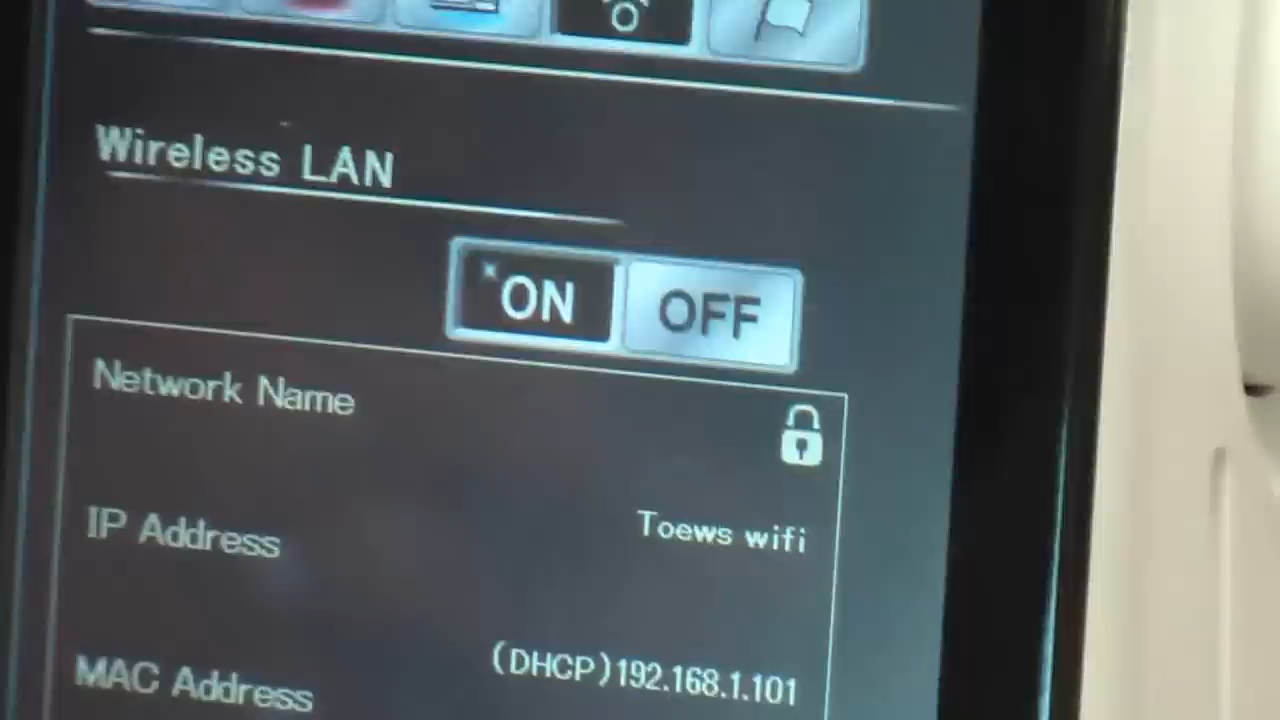 Wireless LAN
ON OFF
Network Name
Toews wifi
IP Address
(DHCP)192.168.1.101
MAC Address